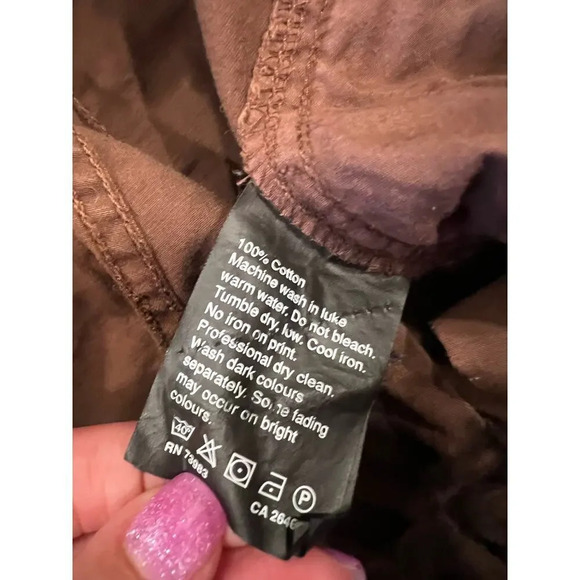 100% Cotton
Machine wash in luke
warm water. Do not bleach.
Tumble dry, low. Cool iron.
No iron on print.
Professional dry clean.
Wash dark colours
separately. Some fading
may occur on bright
colours.
40° P
RN 73983 CA